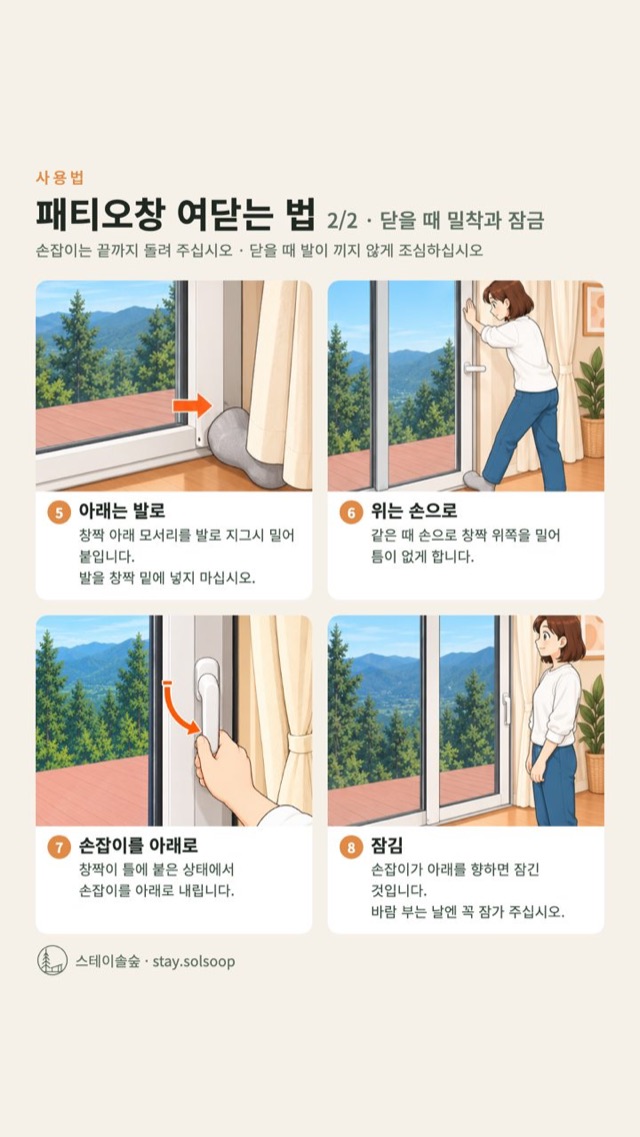 사용법
패티오창 여닫는 법 2/2 · 닫을 때 밀착과 잠금
손잡이는 끝까지 돌려 주십시오 · 닫을 때 발이 끼지 않게 조심하십시오
5 아래는 발로
창짝 아래 모서리를 발로 지그시 밀어
붙입니다.
발을 창짝 밑에 넣지 마십시오.
6 위는 손으로
같은 때 손으로 창짝 위쪽을 밀어
틈이 없게 합니다.
7 손잡이를 아래로
창짝이 틀에 붙은 상태에서
손잡이를 아래로 내립니다.
8 잠김
손잡이가 아래를 향하면 잠긴
것입니다.
바람 부는 날엔 꼭 잠가 주십시오.
스테이솔숲 · stay.solsoop